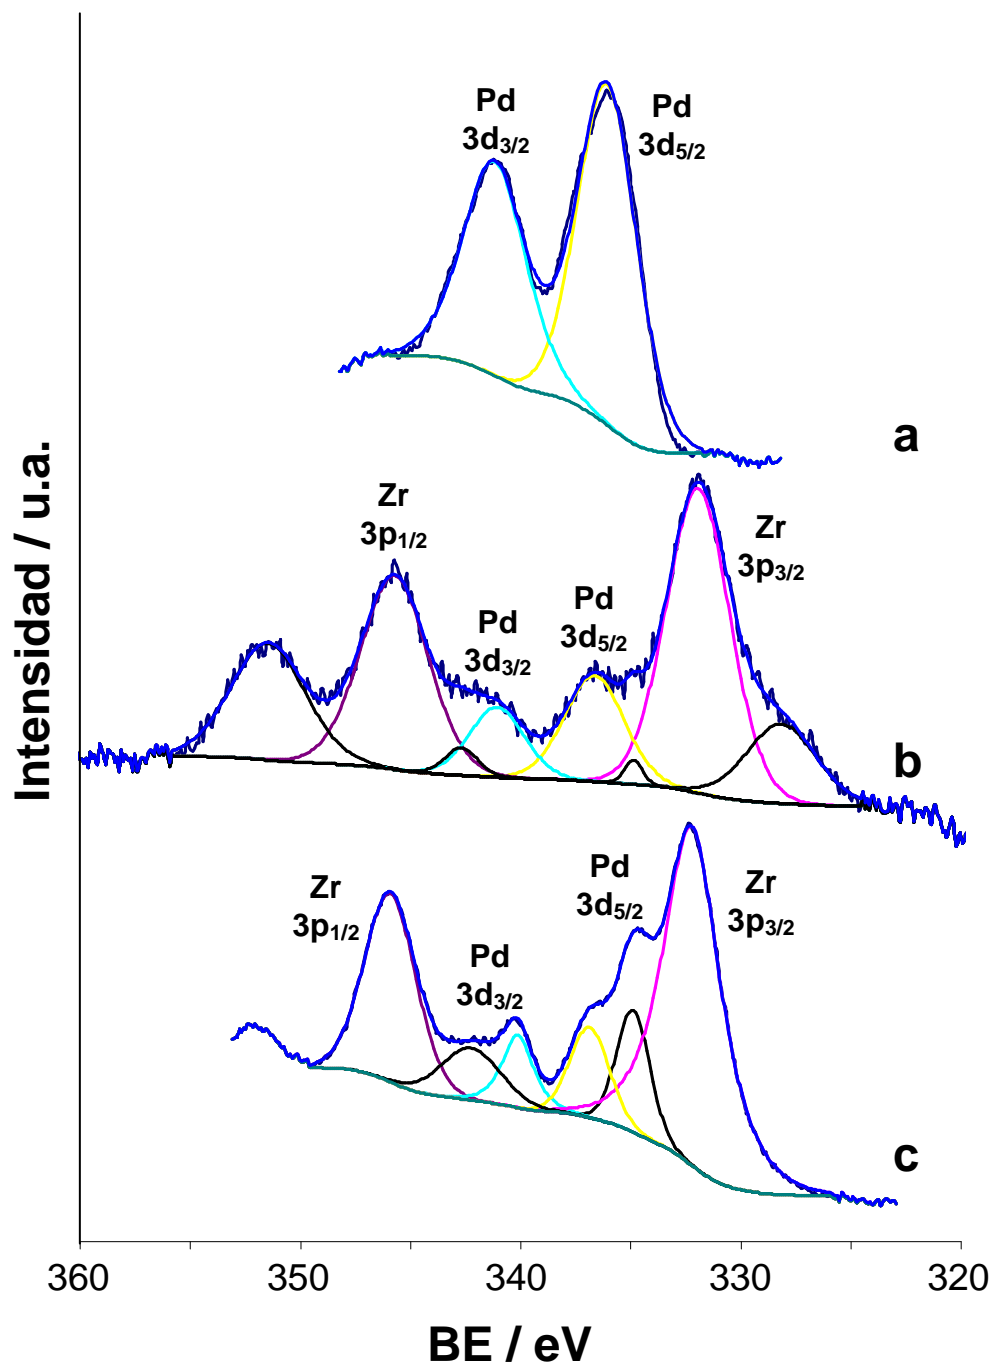 Pd
3d3/2
Pd
3d5/2
a
Zr
3p1/2
Pd
3d3/2
Pd
3d5/2
Zr
3p3/2
b
Zr
3p1/2
Pd
3d3/2
Pd
3d5/2
Zr
3p3/2
c
Intensidad / u.a.
360 350 340 330 320
BE / eV